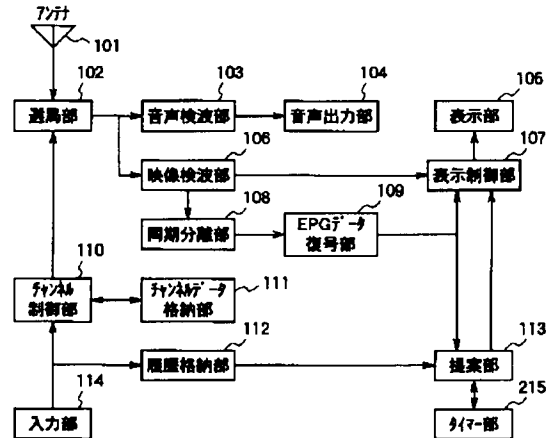 アンテナ
101
102
選局部
103
音声検波部
104
音声出力部
105
表示部
106
映像検波部
107
表示制御部
108
同期分離部
109
EPGデータ
復号部
110
チャンネル
制御部
111
チャンネルデータ
格納部
112
履歴格納部
113
提案部
114
入力部
215
タイマー部